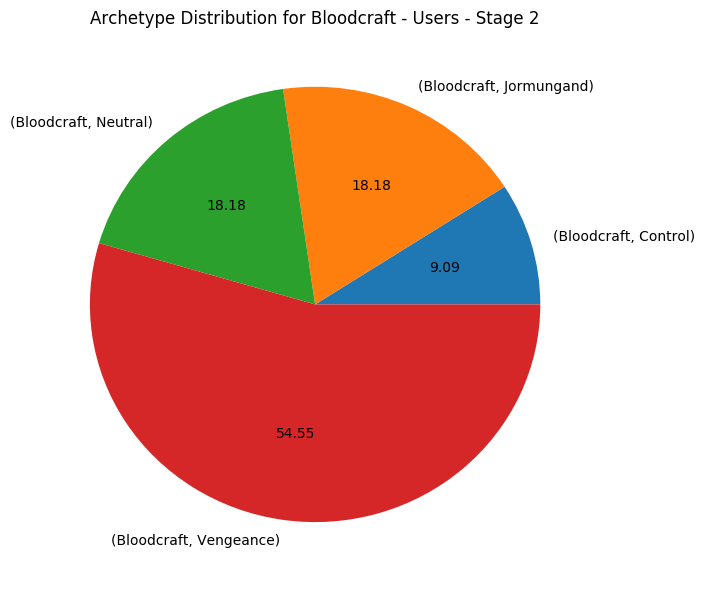 Archetype Distribution for Bloodcraft - Users - Stage 2
(Bloodcraft, Jormungand)
(Bloodcraft, Neutral)
18.18
18.18
(Bloodcraft, Control)
9.09
54.55
(Bloodcraft, Vengeance)